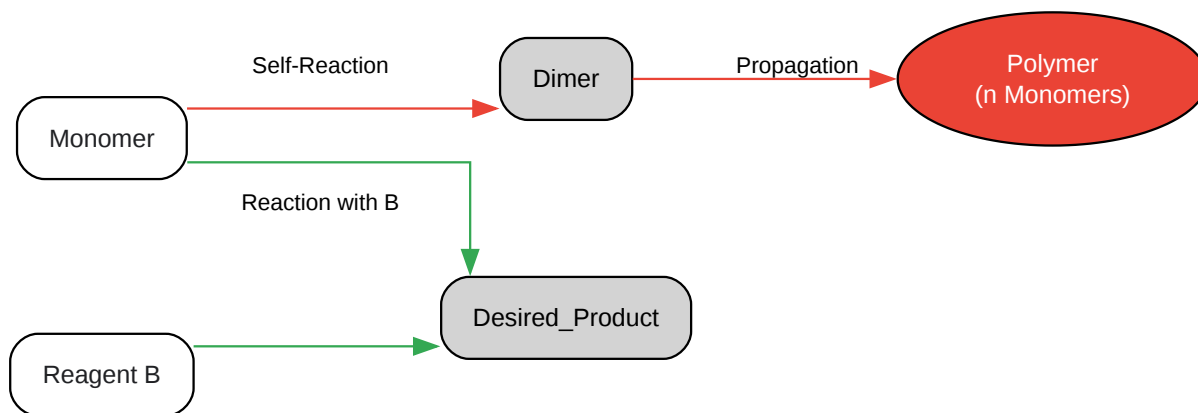 Self-Reaction
Dimer
Propagation
Polymer
(n Monomers)
Monomer
Reaction with B
Desired_Product
Reagent B